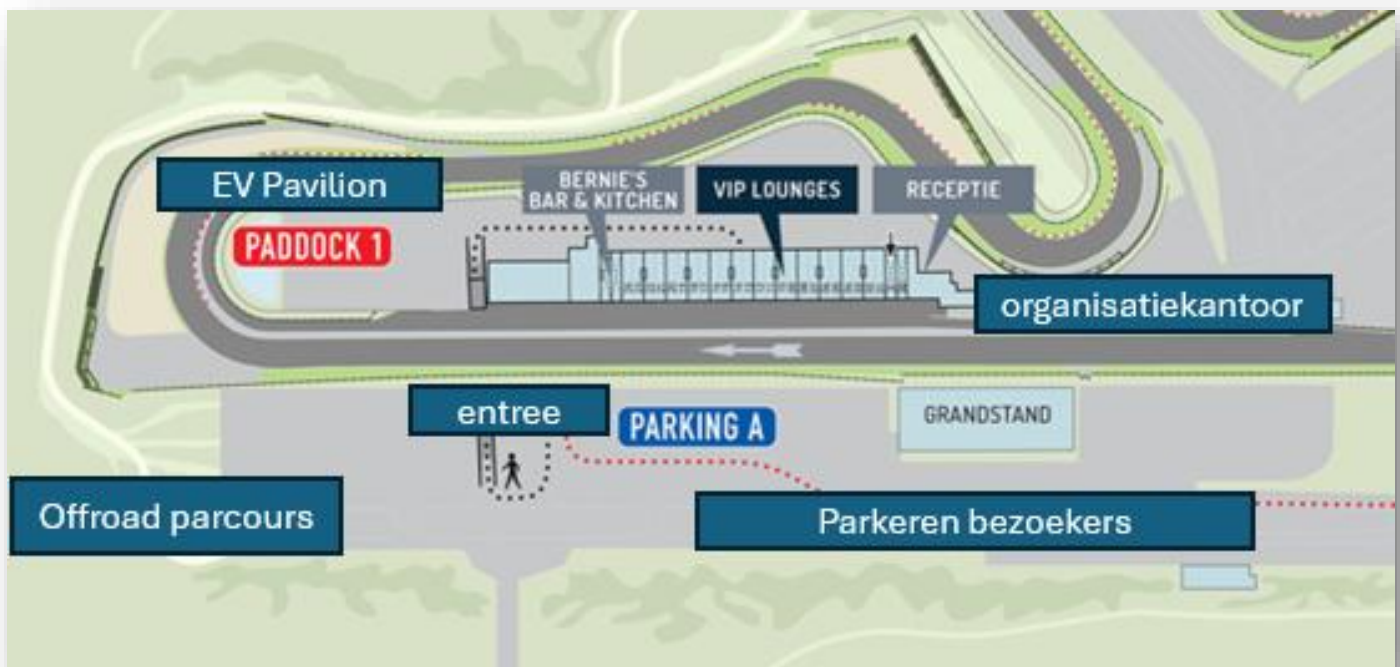 EV Pavilion
BERNIE'S
BAR & KITCHEN
VIP LOUNGES
RECEPTIE
PADDOCK 1
organisatiekantoor
entree
PARKING A
GRANDSTAND
Offroad parcours
Parkeren bezoekers